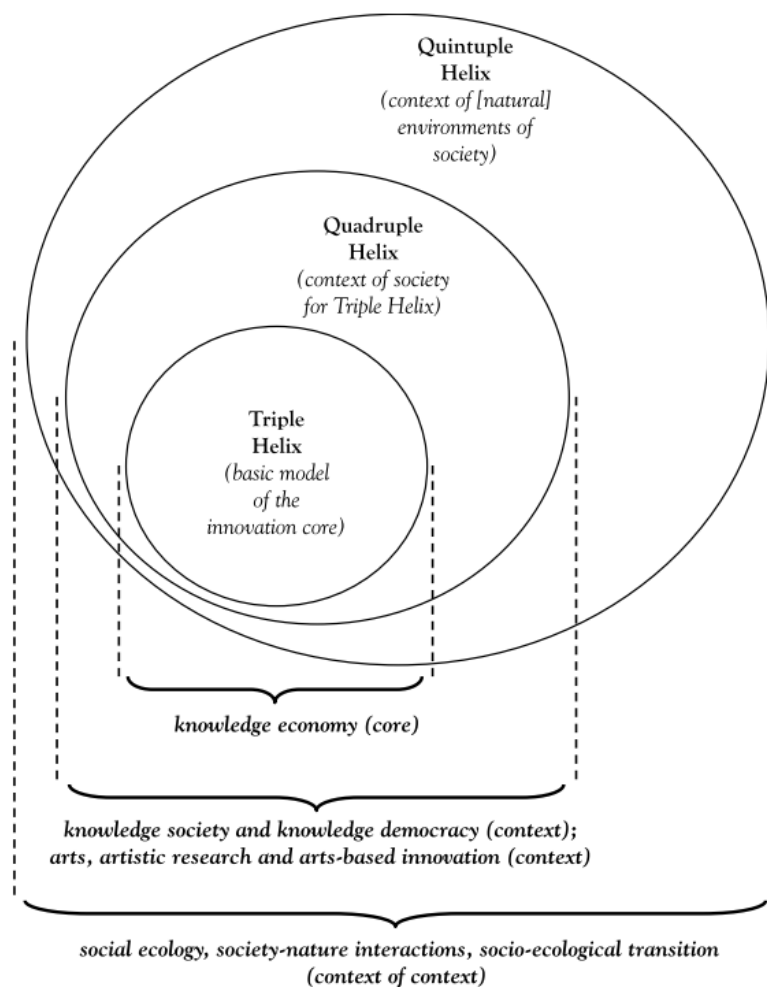 Quintuple
Helix
(context of [natural]
environments of
society)
Quadruple
Helix
(context of society
for Triple Helix)
Triple
Helix
(basic model
of the
innovation core)
knowledge economy (core)
knowledge society and knowledge democracy (context);
arts, artistic research and arts-based innovation (context)
social ecology, society-nature interactions, socio-ecological transition
(context of context)